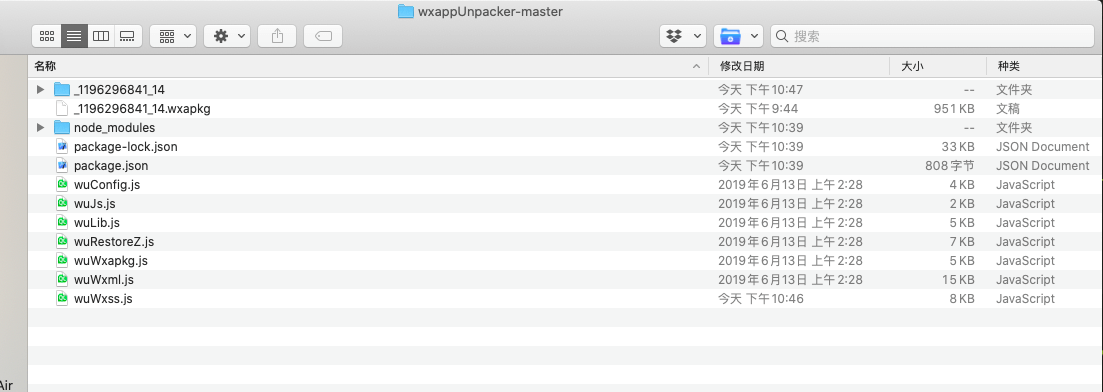 wxappUnpacker-master
搜索
名称 修改日期 大小 种类
_1196296841_14 今天 下午10:47 -- 文件夹
_1196296841_14.wxapkg 今天 下午9:44 951 KB 文稿
node_modules 今天 下午10:39 -- 文件夹
package-lock.json 今天 下午10:39 33 KB JSON Document
package.json 今天 下午10:39 808 字节 JSON Document
wuConfig.js 2019年6月13日 上午2:28 4 KB JavaScript
wuJs.js 2019年6月13日 上午2:28 2 KB JavaScript
wuLib.js 2019年6月13日 上午2:28 5 KB JavaScript
wuRestoreZ.js 2019年6月13日 上午2:28 7 KB JavaScript
wuWxapkg.js 2019年6月13日 上午2:28 5 KB JavaScript
wuWxml.js 2019年6月13日 上午2:28 15 KB JavaScript
wuWxss.js 今天 下午10:46 8 KB JavaScript
Air